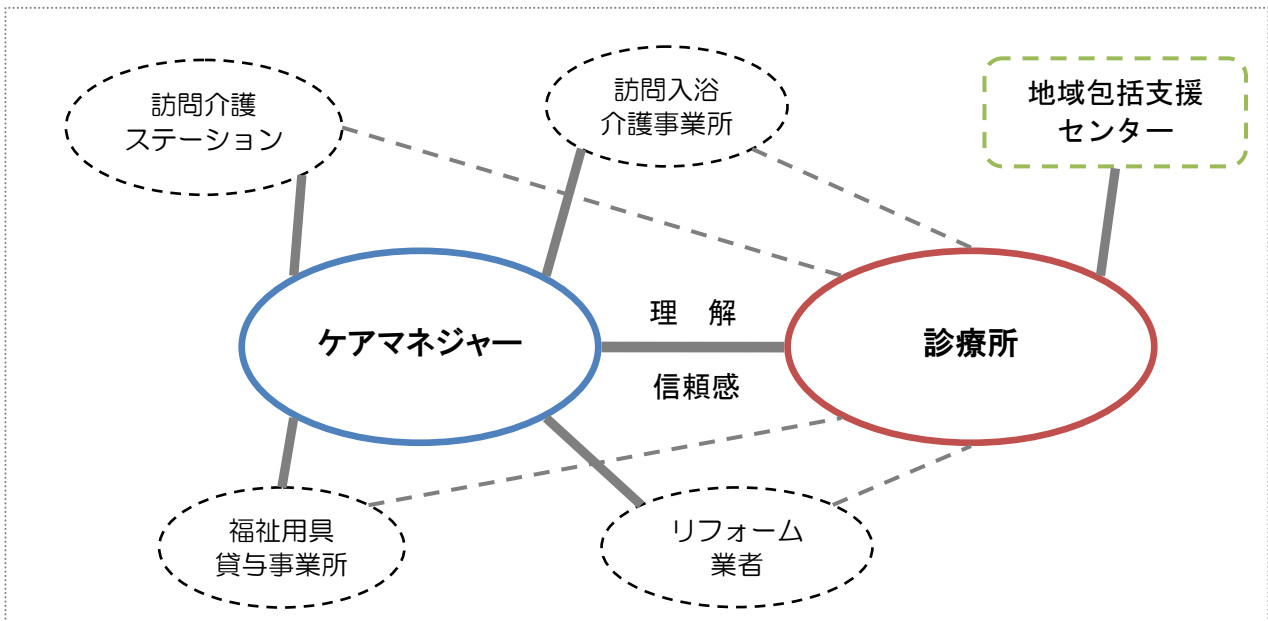 訪問介護
ステーション
訪問入浴
介護事業所
地域包括支援
センター
ケアマネジャー
理　解
信頼感
診療所
福祉用具
貸与事業所
リフォーム
業者